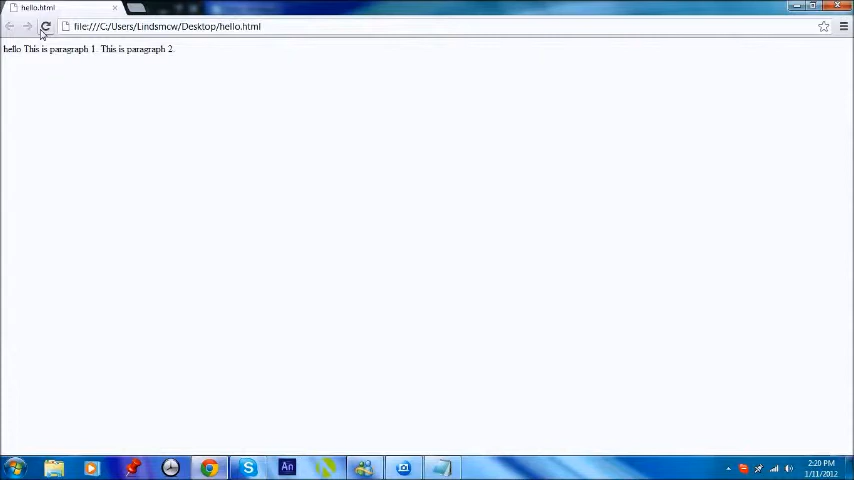 hello.html
file:///C:/Users/Lindsmcw/Desktop/hello.html
hello This is paragraph 1. This is paragraph 2.
An
2:20 PM
1/11/2012